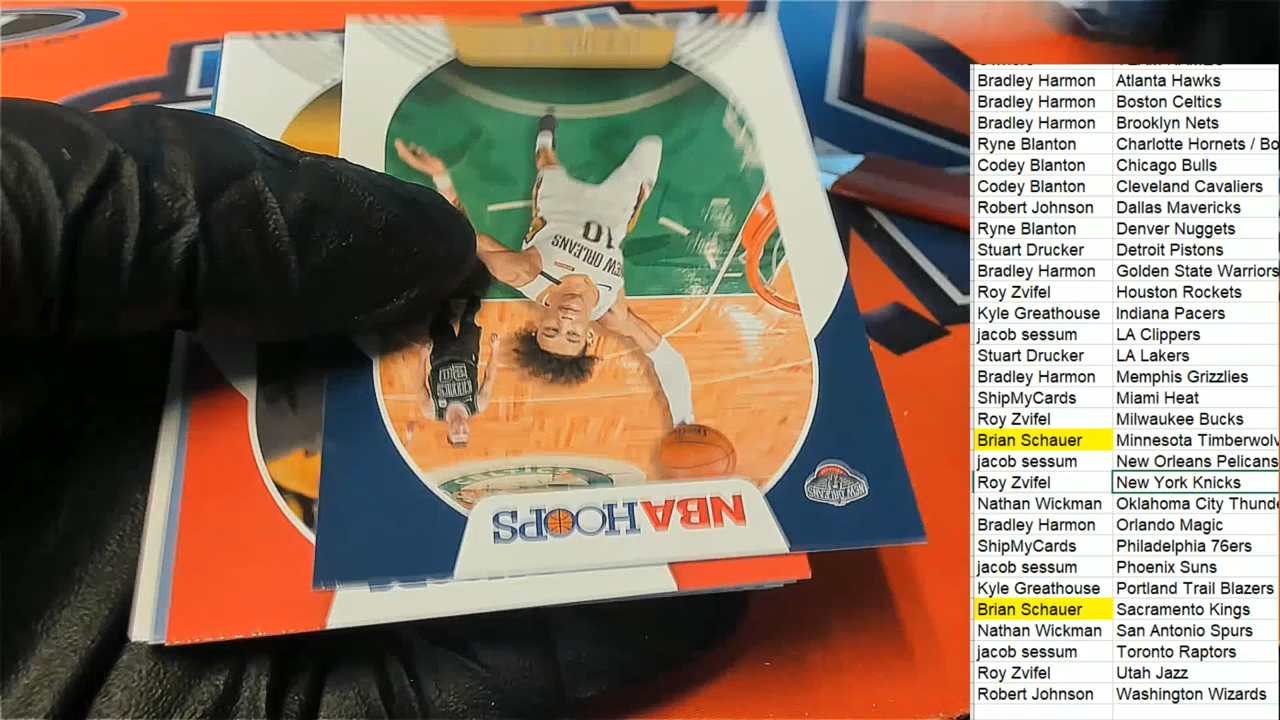 NBA HOOPS
NEW ORLEANS
10
NEW ORLEANS
Bradley Harmon Atlanta Hawks
Bradley Harmon Boston Celtics
Bradley Harmon Brooklyn Nets
Ryne Blanton Charlotte Hornets / Bo
Codey Blanton Chicago Bulls
Codey Blanton Cleveland Cavaliers
Robert Johnson Dallas Mavericks
Ryne Blanton Denver Nuggets
Stuart Drucker Detroit Pistons
Bradley Harmon Golden State Warriors
Roy Zvifel Houston Rockets
Kyle Greathouse Indiana Pacers
jacob sessum LA Clippers
Stuart Drucker LA Lakers
Bradley Harmon Memphis Grizzlies
ShipMyCards Miami Heat
Roy Zvifel Milwaukee Bucks
Brian Schauer Minnesota Timberwolv
jacob sessum New Orleans Pelicans
Roy Zvifel New York Knicks
Nathan Wickman Oklahoma City Thunde
Bradley Harmon Orlando Magic
ShipMyCards Philadelphia 76ers
jacob sessum Phoenix Suns
Kyle Greathouse Portland Trail Blazers
Brian Schauer Sacramento Kings
Nathan Wickman San Antonio Spurs
jacob sessum Toronto Raptors
Roy Zvifel Utah Jazz
Robert Johnson Washington Wizards